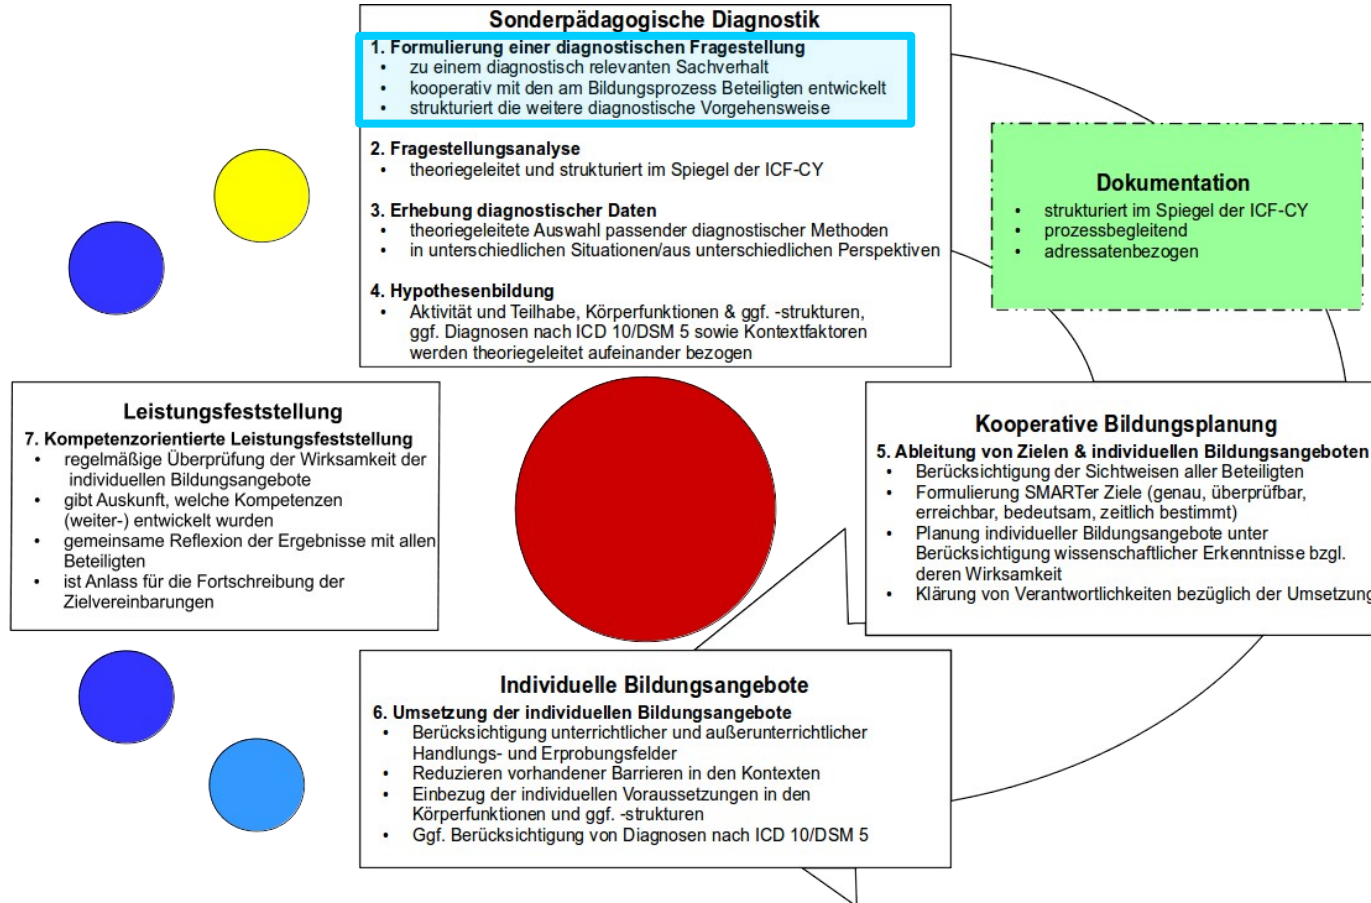 Sonderpädagogische Diagnostik
1. Formulierung einer diagnostischen Fragestellung
• zu einem diagnostisch relevanten Sachverhalt
• kooperativ mit den am Bildungsprozess Beteiligten entwickelt
• strukturiert die weitere diagnostische Vorgehensweise
2. Fragestellungsanalyse
• theoriegeleitet und strukturiert im Spiegel der ICF-CY
3. Erhebung diagnostischer Daten
• theoriegeleitete Auswahl passender diagnostischer Methoden
• in unterschiedlichen Situationen/aus unterschiedlichen Perspektiven
4. Hypothesenbildung
• Aktivität und Teilhabe, Körperfunktionen & ggf. -strukturen,
ggf. Diagnosen nach ICD 10/DSM 5 sowie Kontextfaktoren
werden theoriegeleitet aufeinander bezogen
Dokumentation
• strukturiert im Spiegel der ICF-CY
• prozessbegleitend
• adressatenbezogen
Leistungsfeststellung
7. Kompetenzorientierte Leistungsfeststellung
• regelmäßige Überprüfung der Wirksamkeit der
individuellen Bildungsangebote
• gibt Auskunft, welche Kompetenzen
(weiter-) entwickelt wurden
• gemeinsame Reflexion der Ergebnisse mit allen
Beteiligten
• ist Anlass für die Fortschreibung der
Zielvereinbarungen
Kooperative Bildungsplanung
5. Ableitung von Zielen & individuellen Bildungsangeboten
• Berücksichtigung der Sichtweisen aller Beteiligten
• Formulierung SMARTer Ziele (genau, überprüfbar,
erreichbar, bedeutsam, zeitlich bestimmt)
• Planung individueller Bildungsangebote unter
Berücksichtigung wissenschaftlicher Erkenntnisse bzgl.
deren Wirksamkeit
• Klärung von Verantwortlichkeiten bezüglich der Umsetzung
Individuelle Bildungsangebote
6. Umsetzung der individuellen Bildungsangebote
• Berücksichtigung unterrichtlicher und außerunterrichtlicher
Handlungs- und Erprobungsfelder
• Reduzieren vorhandener Barrieren in den Kontexten
• Einbezug der individuellen Voraussetzungen in den
Körperfunktionen und ggf. -strukturen
• Ggf. Berücksichtigung von Diagnosen nach ICD 10/DSM 5